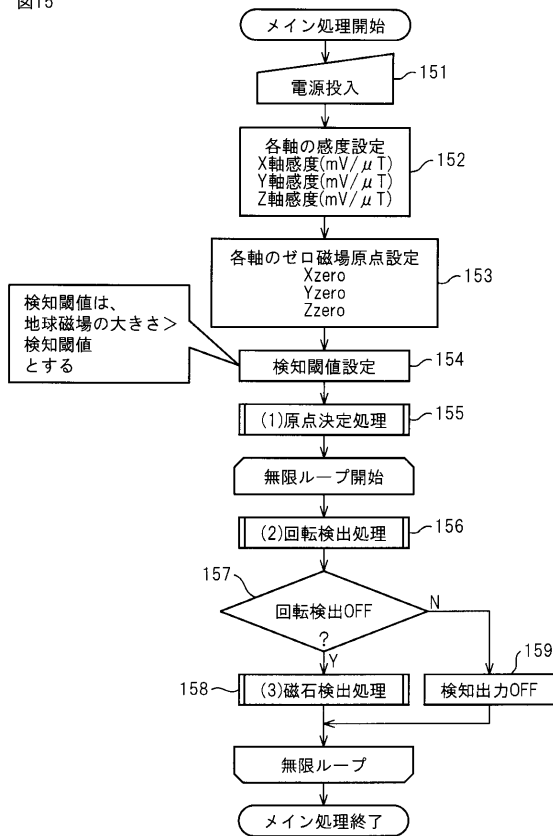 図15
メイン処理開始
電源投入
151
各軸の感度設定
X軸感度(mV/μT)
Y軸感度(mV/μT)
Z軸感度(mV/μT)
152
各軸のゼロ磁場原点設定
Xzero
Yzero
Zzero
153
検知閾値は、
地球磁場の大きさ>
検知閾値
とする
検知閾値設定
154
(1)原点決定処理
155
無限ループ開始
(2)回転検出処理
156
157
回転検出OFF
?
N
Y
158
(3)磁石検出処理
159
検知出力OFF
無限ループ
メイン処理終了